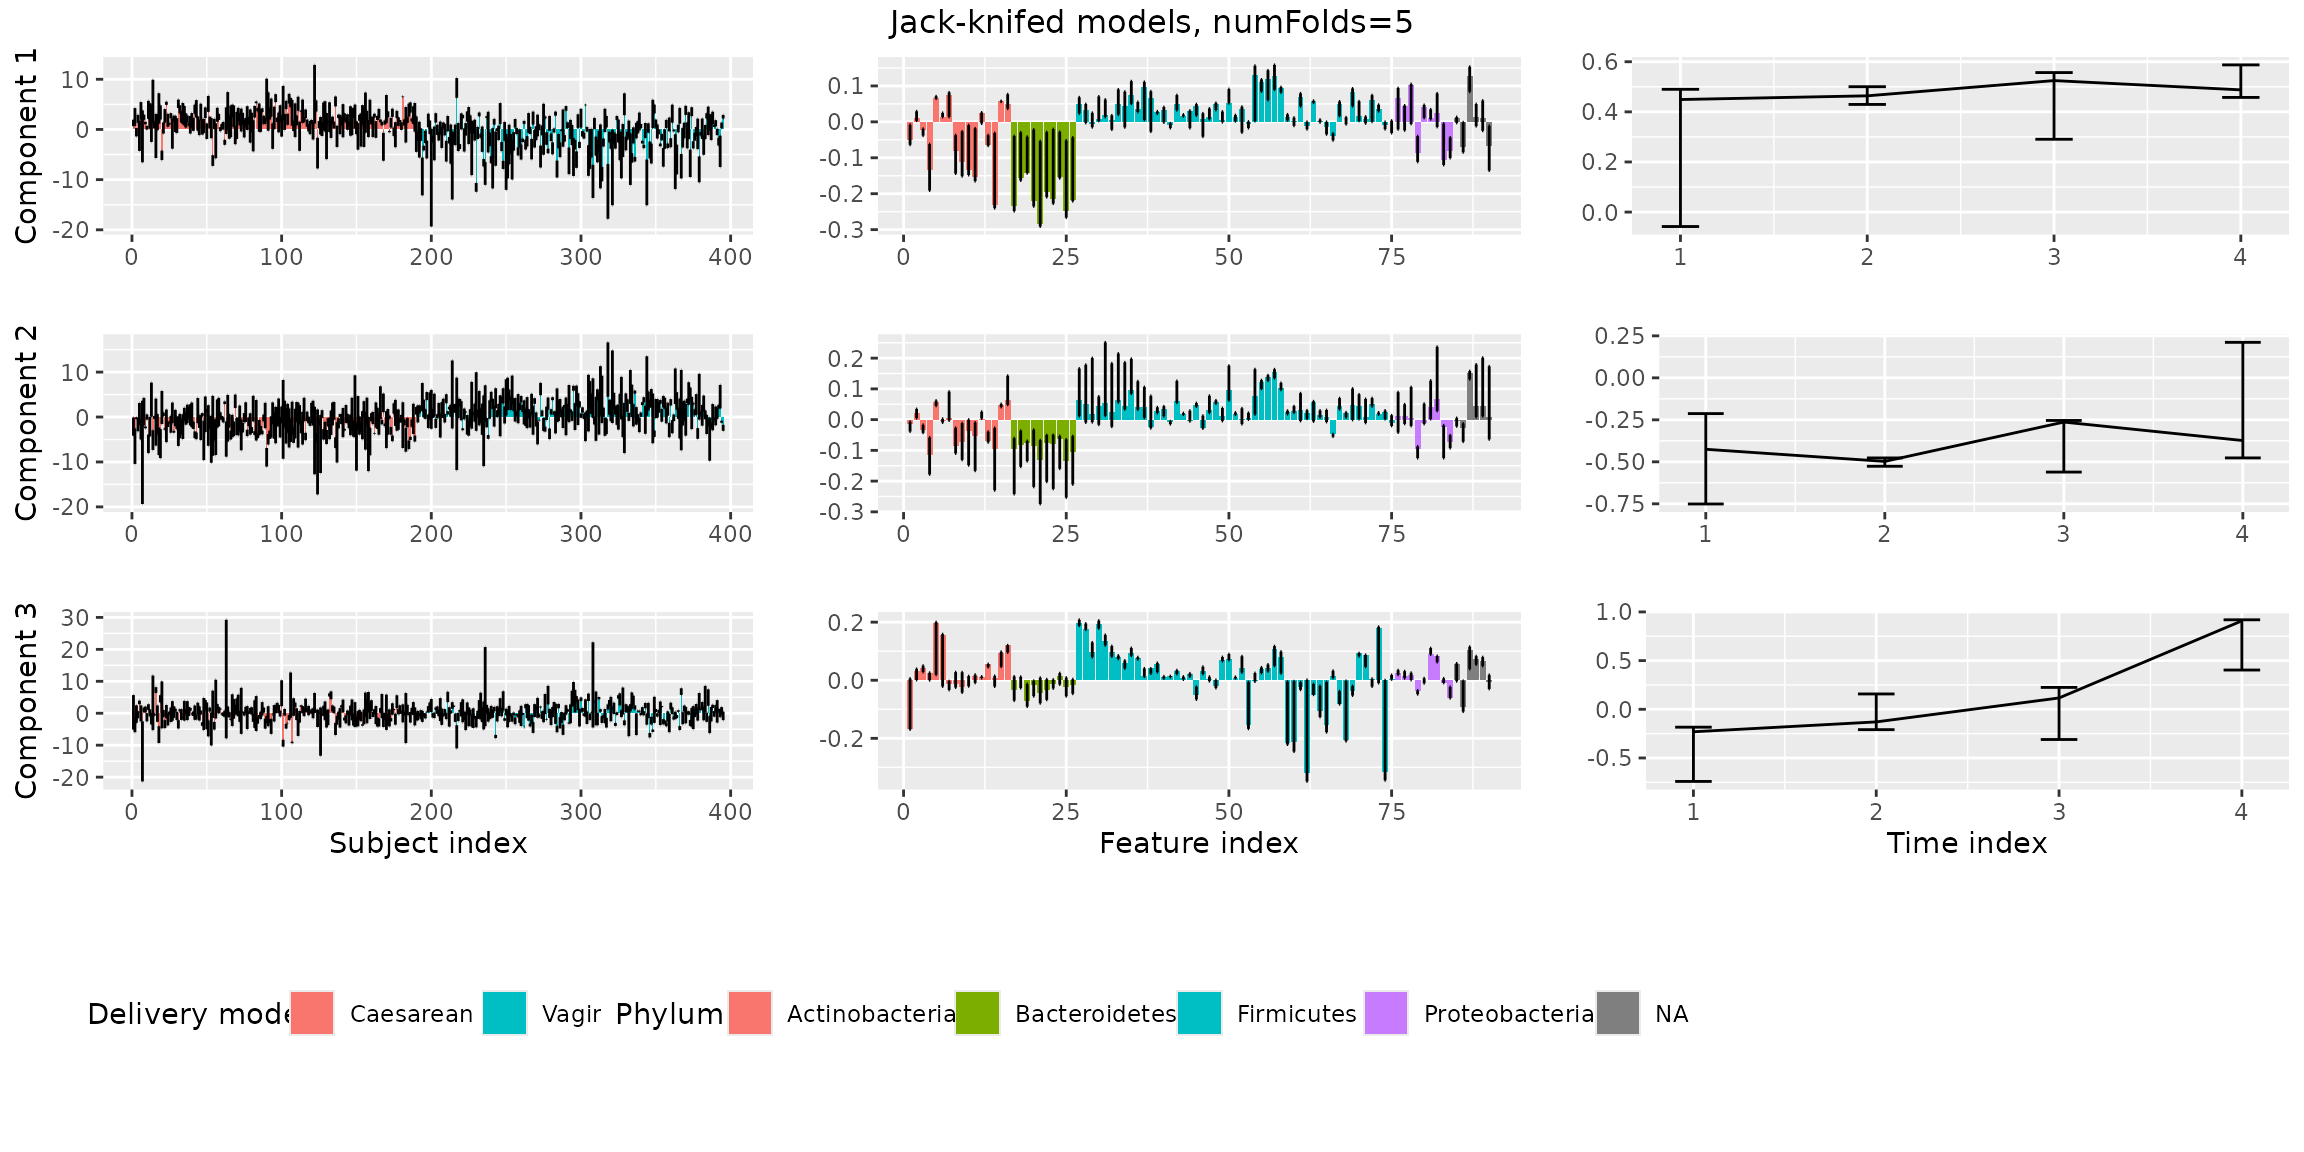 Jack-knifed models, numFolds=5
Component 1
10
0
-10
-20
0 100 200 300 400
0.1
0.0
-0.1
-0.2
-0.3
0 25 50 75
0.6
0.4
0.2
0.0
1 2 3 4
Component 2
10
0
-10
-20
0 100 200 300 400
0.2
0.1
0.0
-0.1
-0.2
-0.3
0 25 50 75
0.25
0.00
-0.25
-0.50
-0.75
1 2 3 4
Component 3
30
20
10
0
-10
-20
0 100 200 300 400
Subject index
0.2
0.0
-0.2
0 25 50 75
Feature index
1.0
0.5
0.0
-0.5
1 2 3 4
Time index
Delivery mode Caesarean Vagir Phylum Actinobacteria Bacteroidetes Firmicutes Proteobacteria NA